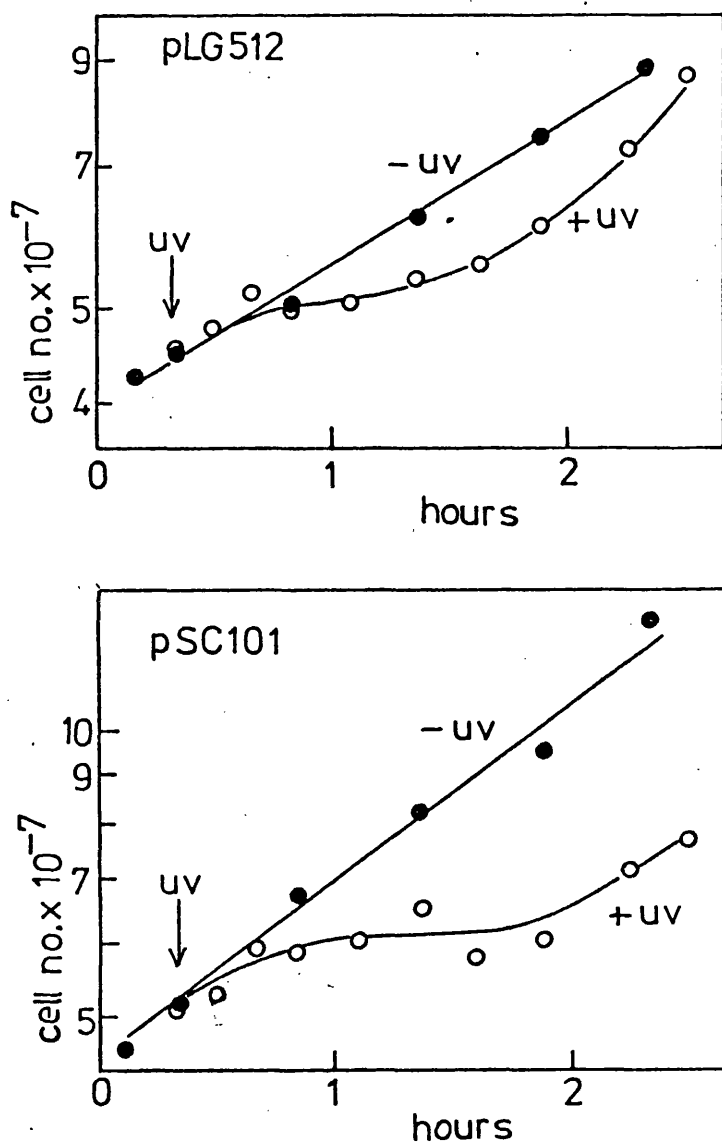 pLG512
9
7
5
4
cell no. x 10⁻⁷
uv
- uv
+ uv
0
1
2
hours
pSC101
10
9
7
5
cell no. x 10⁻⁷
uv
- uv
+ uv
0
1
2
hours